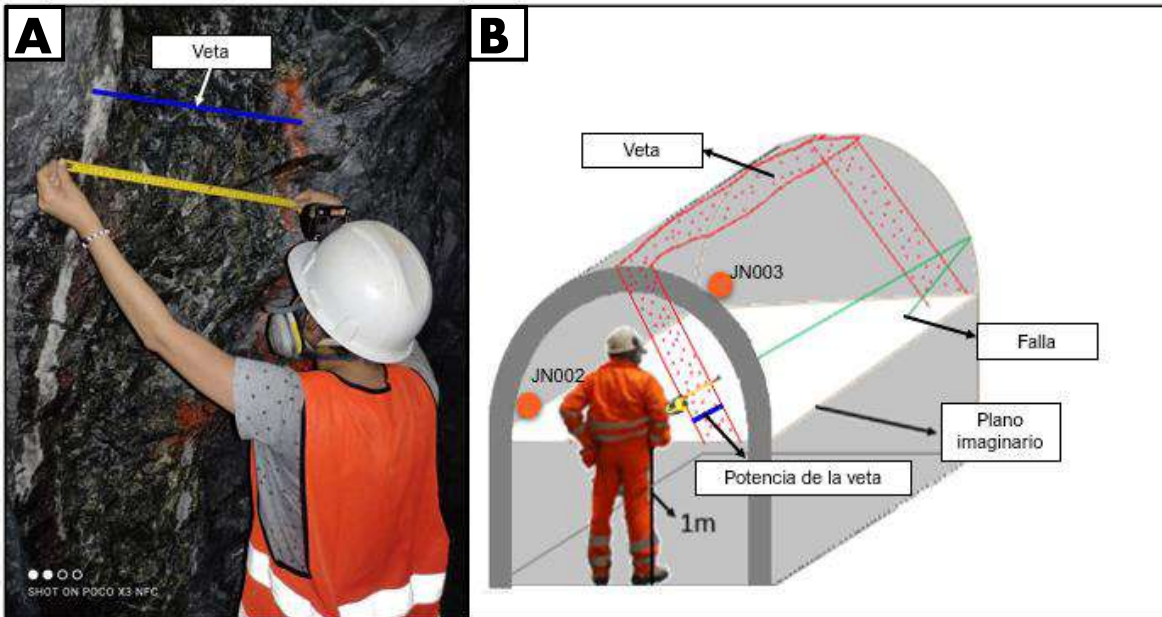 A
Veta
SHOT ON POCO X3 NFC
B
Veta
JN003
JN002
Falla
Plano
imaginario
Potencia de la veta
1m